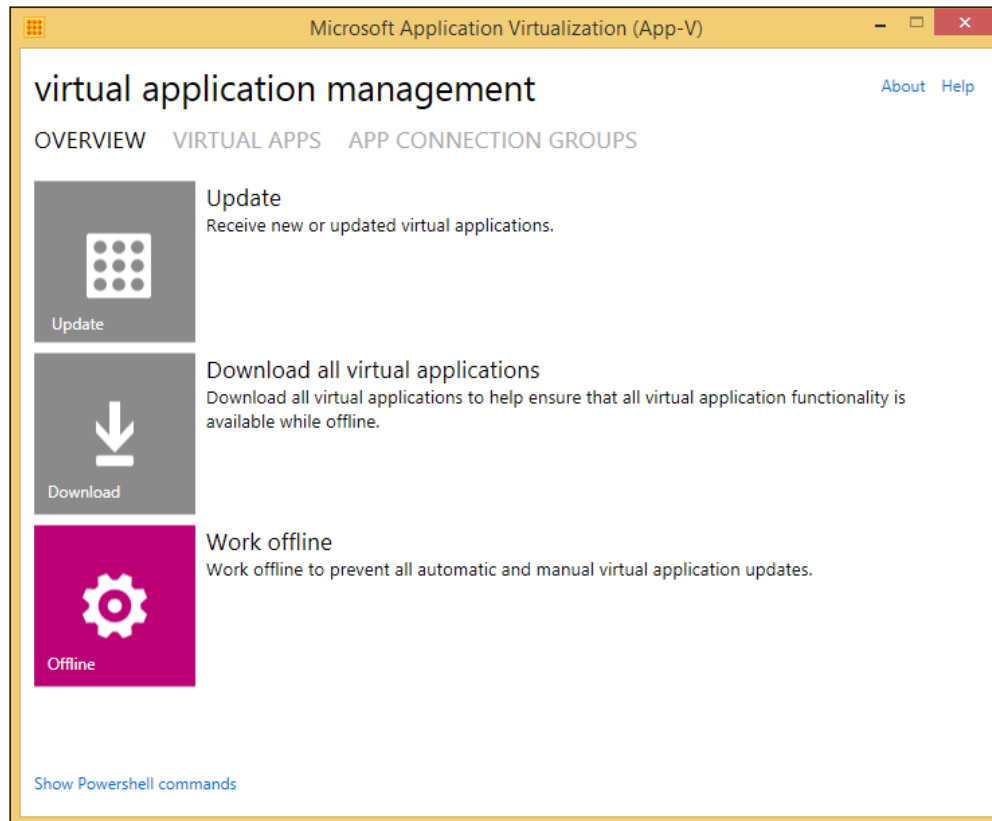 Microsoft Application Virtualization (App-V)
virtual application management
About Help
OVERVIEW VIRTUAL APPS APP CONNECTION GROUPS
Update
Receive new or updated virtual applications.
Update
Download all virtual applications
Download all virtual applications to help ensure that all virtual application functionality is
available while offline.
Download
Work offline
Work offline to prevent all automatic and manual virtual application updates.
Offline
Show Powershell commands